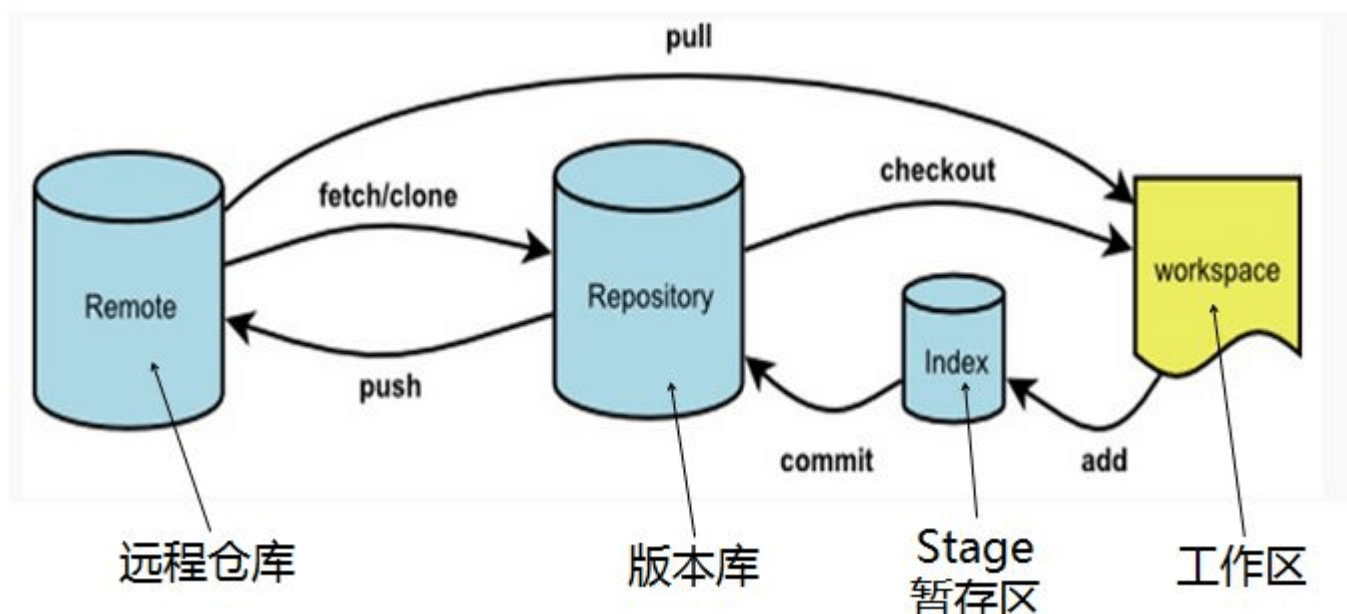 pull
fetch/clone
checkout
Remote
Repository
workspace
Index
push
commit
add
远程仓库
版本库
Stage
暂存区
工作区